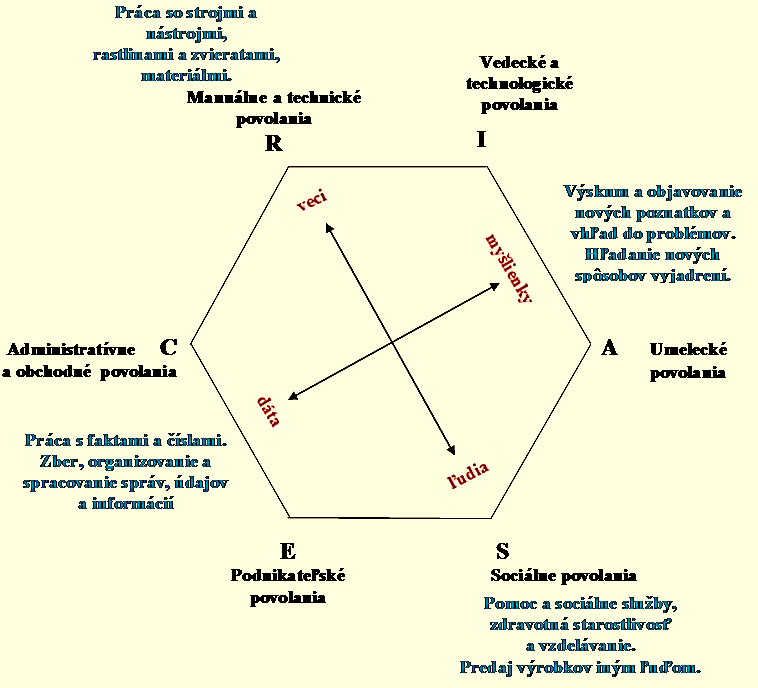 Práca so strojmi a
nástrojmi,
rastlinami a zvieratami,
materiálmi.
Manuálne a technické
povolania
R
Vedecké a
technologické
povolania
I
veci
myšlienky
Výskum a objavovanie
nových poznatkov a
vhľad do problémov.
Hľadanie nových
spôsobov vyjadrení.
Administratívne
a obchodné povolania
C
A
Umelecké
povolania
dáta
ľudia
Práca s faktami a číslami.
Zber, organizovanie a
spracovanie správ, údajov
a informácií
E
Podnikateľské
povolania
S
Sociálne povolania
Pomoc a sociálne služby,
zdravotná starostlivosť
a vzdelávanie.
Predaj výrobkov iným ľuďom.